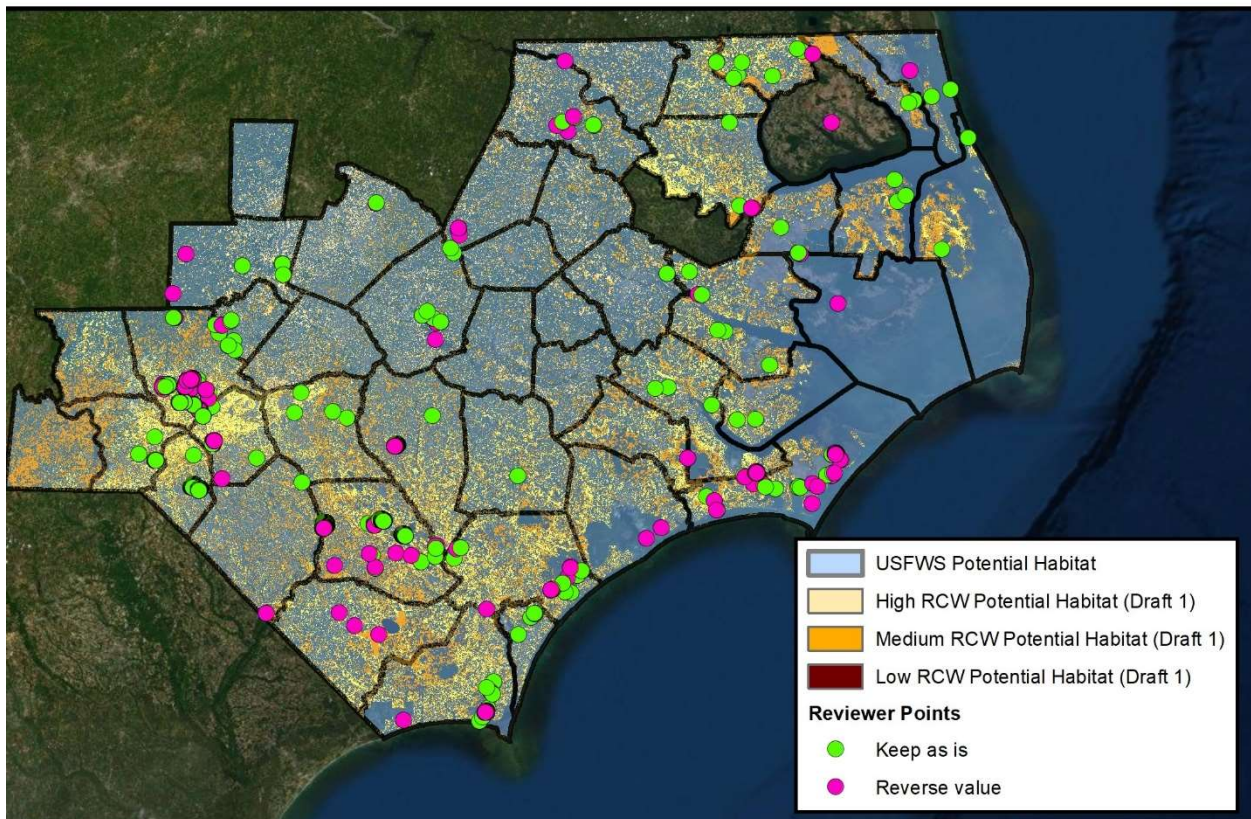 USFWS Potential Habitat
High RCW Potential Habitat (Draft 1)
Medium RCW Potential Habitat (Draft 1)
Low RCW Potential Habitat (Draft 1)
Reviewer Points
Keep as is
Reverse value